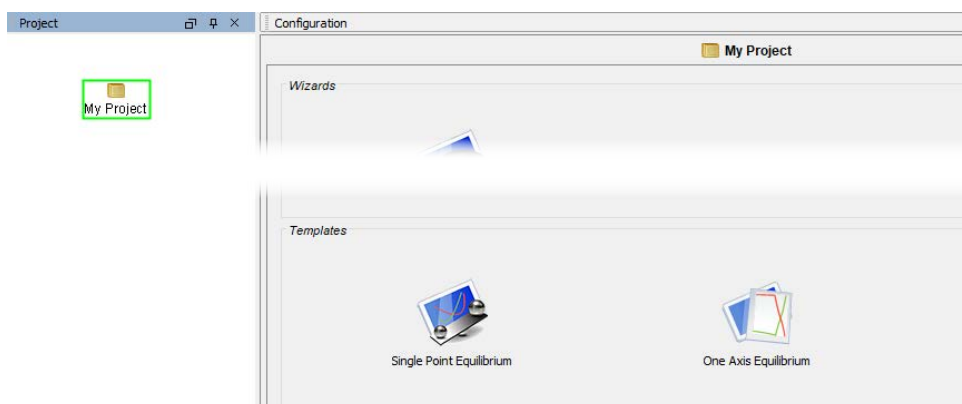 Project
My Project
Configuration
My Project
Wizards
Templates
Single Point Equilibrium
One Axis Equilibrium